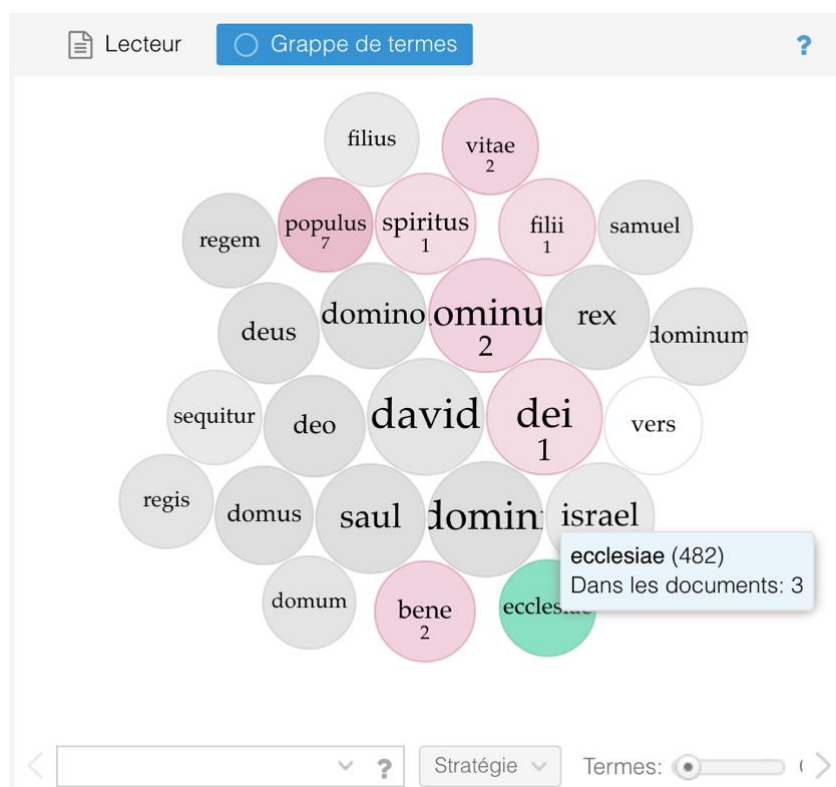 Lecteur
Grappe de termes
?
filius
vitae
2
populus
7
spiritus
1
filii
1
samuel
regem
domino
ominu
2
rex
deus
dominum
david
dei
1
sequitur
deo
vers
regis
domus
saul
domini
israel
ecclesiae (482)
Dans les documents: 3
domum
bene
2
?
Stratégie
Termes: